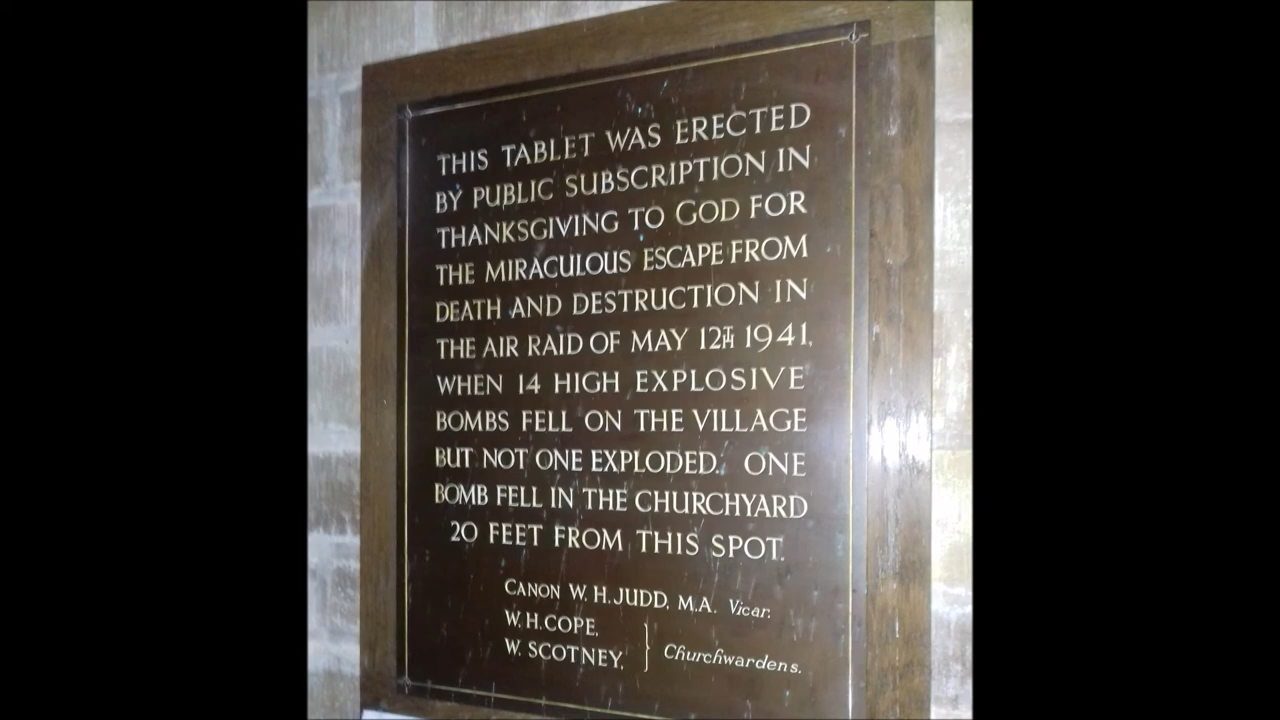 THIS TABLET WAS ERECTED
BY PUBLIC SUBSCRIPTION IN
THANKSGIVING TO GOD FOR
THE MIRACULOUS ESCAPE FROM
DEATH AND DESTRUCTION IN
THE AIR RAID OF MAY 12TH 1941,
WHEN 14 HIGH EXPLOSIVE
BOMBS FELL ON THE VILLAGE
BUT NOT ONE EXPLODED. ONE
BOMB FELL IN THE CHURCHYARD
20 FEET FROM THIS SPOT.
CANON W. H. JUDD, M.A. Vicar.
W. H. COPE,
W. SCOTNEY, } Churchwardens.